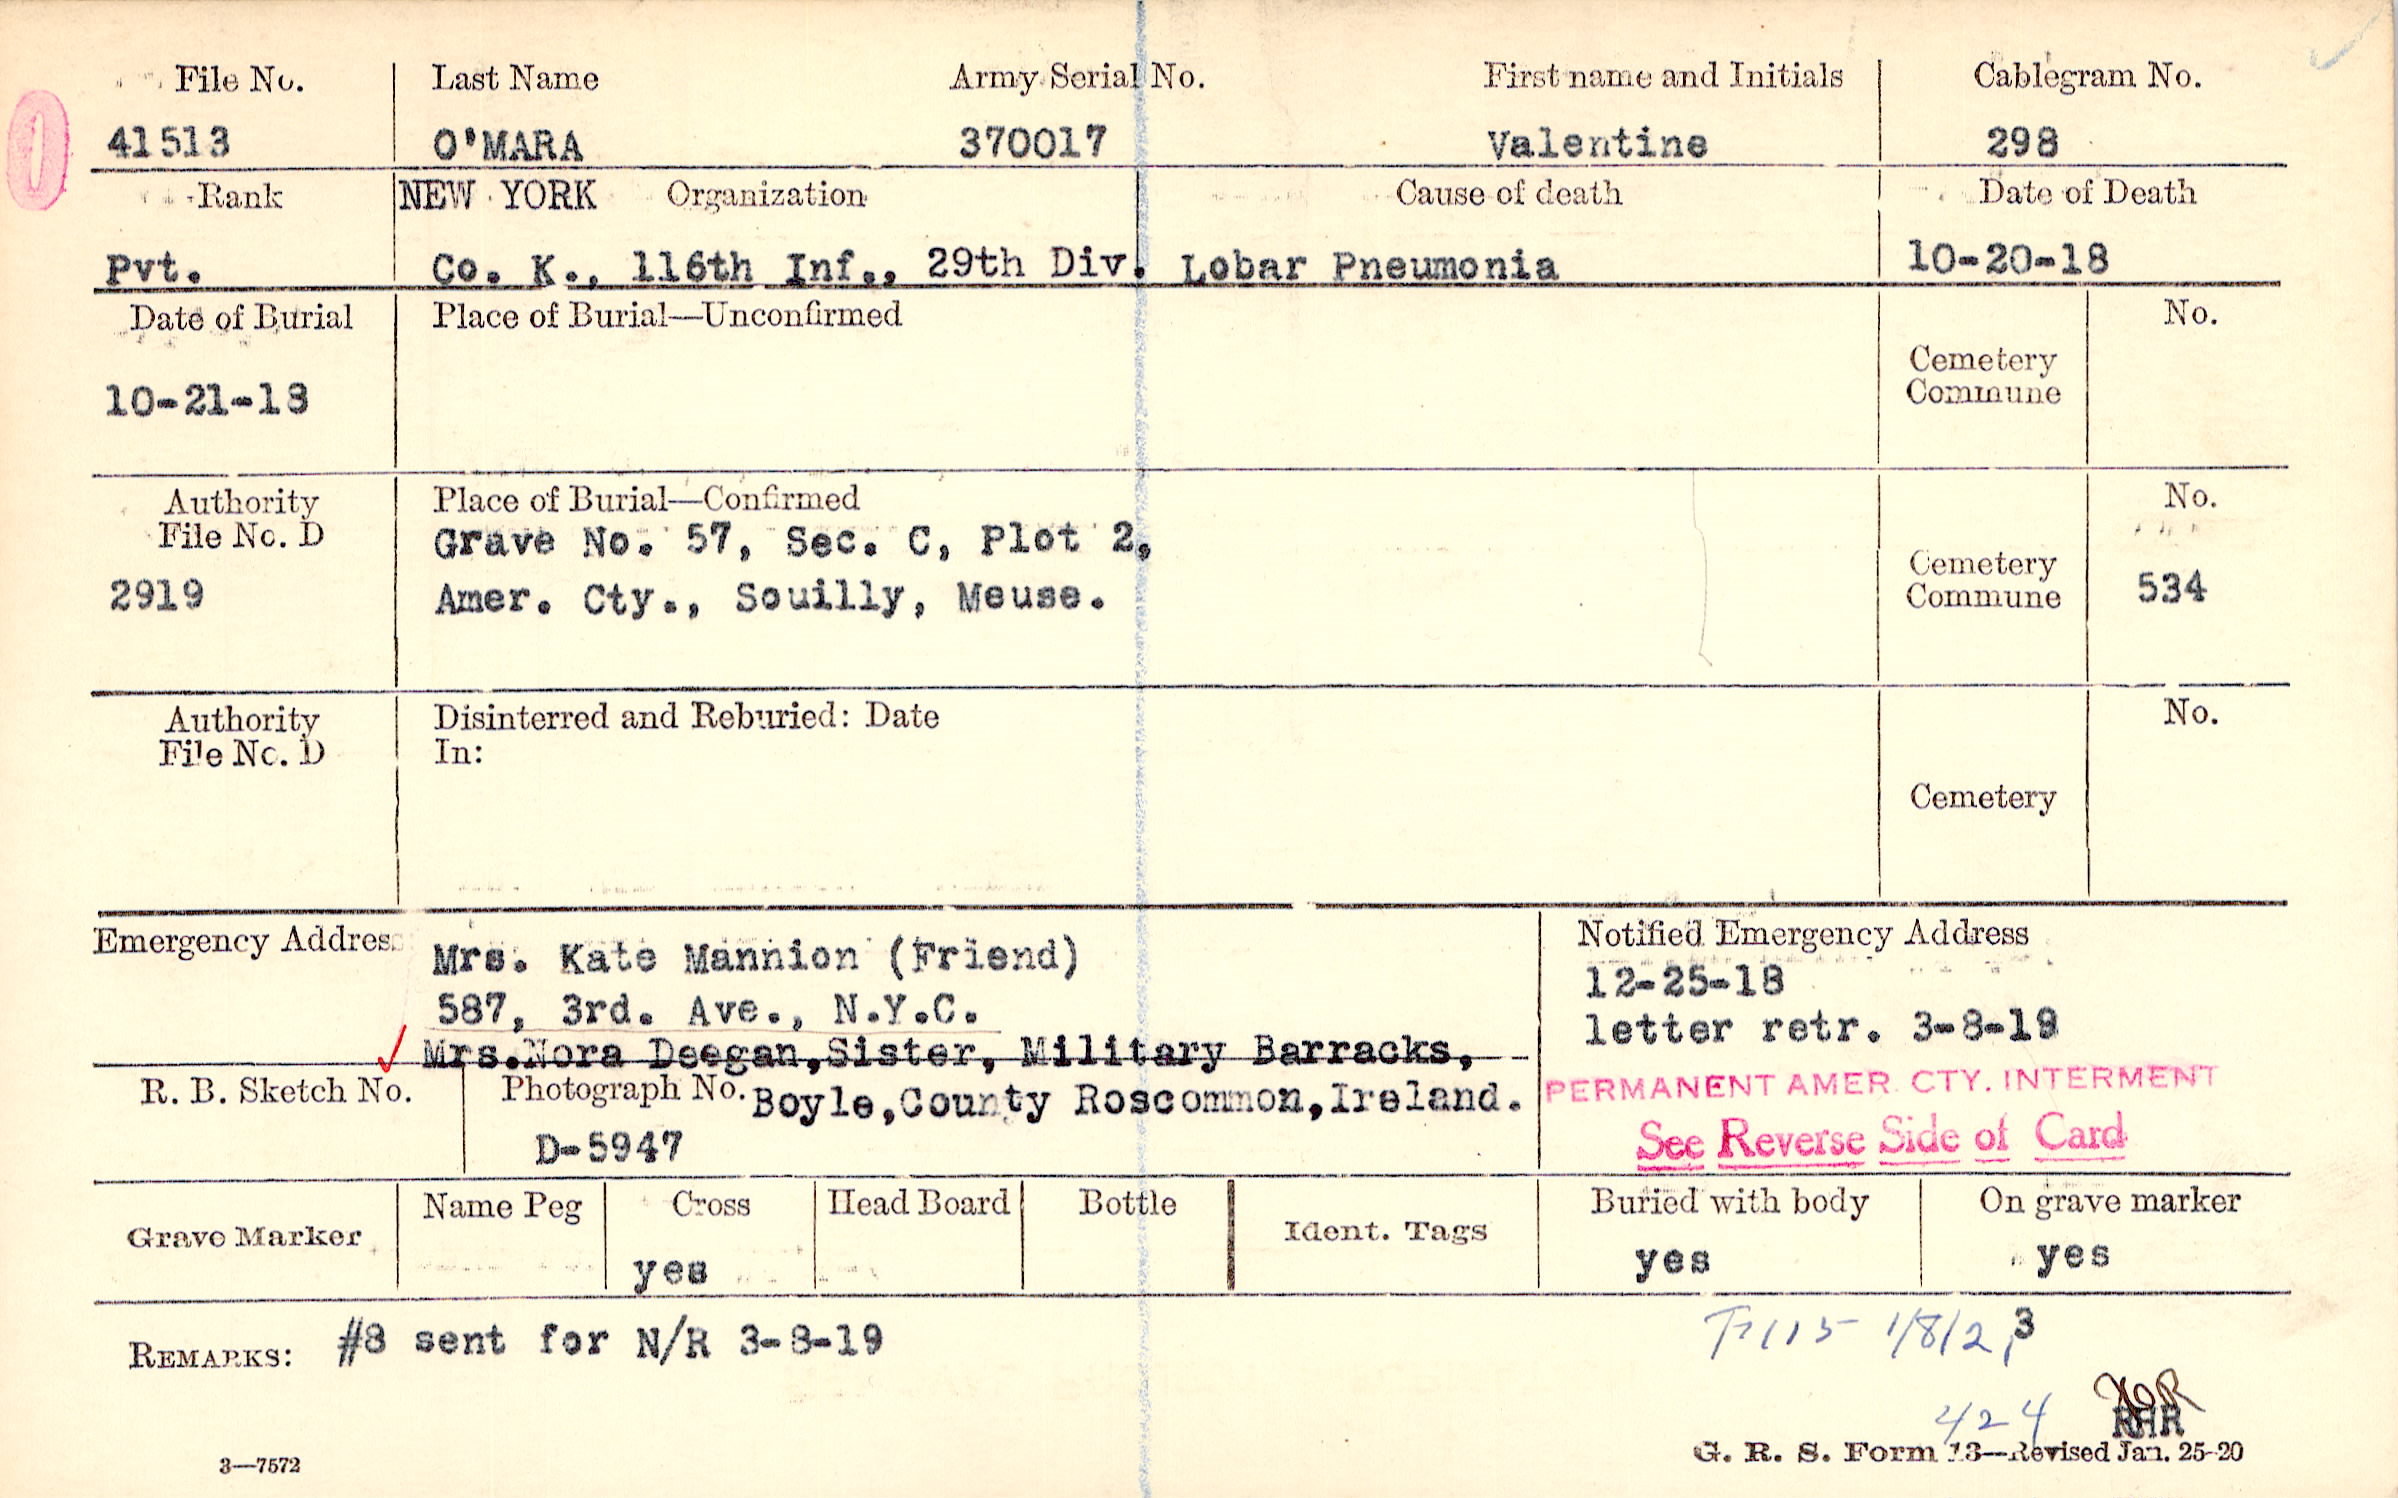 File No. Last Name Army Serial No. First name and Initials Cablegram No.
41513 O'MARA 370017 Valentine 298
Rank NEW YORK Organization Cause of death Date of Death
Pvt. Co. K., 116th Inf., 29th Div. Lobar Pneumonia 10-20-18
Date of Burial Place of Burial—Unconfirmed No.
Cemetery
Commune
10-21-18
Authority Place of Burial—Confirmed No.
File No. D Grave No. 57, Sec. C, Plot 2,
Cemetery
2919 Amer. Cty., Souilly, Meuse. Commune 534
Authority Disinterred and Reburied: Date No.
File No. D In:
Cemetery
Emergency Address Mrs. Kate Mannion (Friend) Notified Emergency Address
12-25-18
587, 3rd. Ave., N.Y.C. letter retr. 3-8-19
Mrs.Nora Deegan,Sister, Military Barracks,
R. B. Sketch No. Photograph No. Boyle,County Roscommon,Ireland. PERMANENT AMER. CTY. INTERMENT
D-5947 See Reverse Side of Card
Grave Marker Name Peg Cross Head Board Bottle Ident. Tags Buried with body On grave marker
yes yes yes
REMARKS: #8 sent for N/R 3-8-19
3
424 RHR
3—7572 G. R. S. Form 13—Revised Jan. 25-20